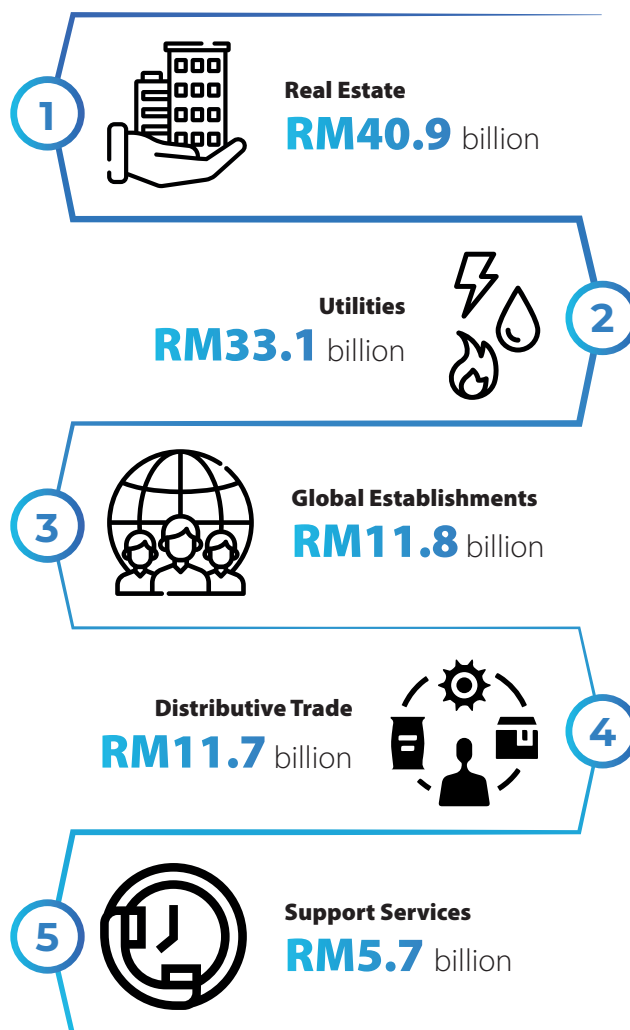 1
Real Estate
RM40.9 billion
Utilities
RM33.1 billion
2
3
Global Establishments
RM11.8 billion
Distributive Trade
RM11.7 billion
4
5
Support Services
RM5.7 billion